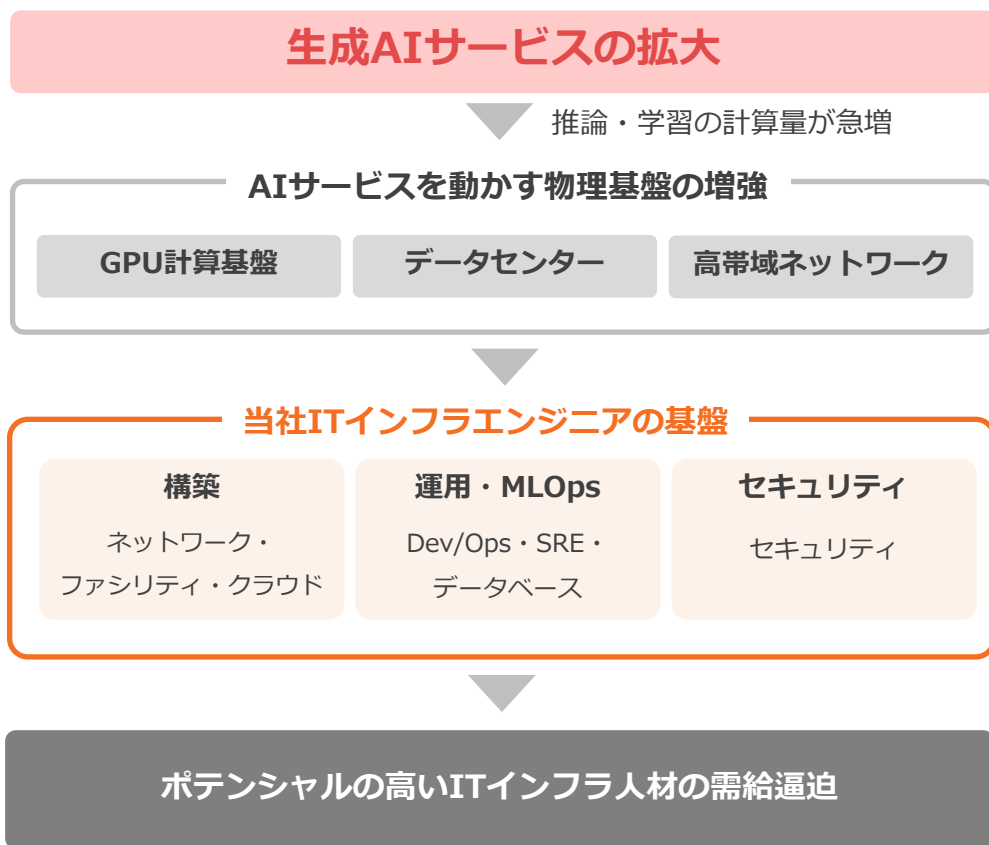 生成AIサービスの拡大
推論・学習の計算量が急増
AIサービスを動かす物理基盤の増強
GPU計算基盤
データセンター
高帯域ネットワーク
当社ITインフラエンジニアの基盤
構築
ネットワーク・
ファシリティ・クラウド
運用・MLOps
Dev/Ops・SRE・
データベース
セキュリティ
セキュリティ
ポテンシャルの高いITインフラ人材の需給逼迫